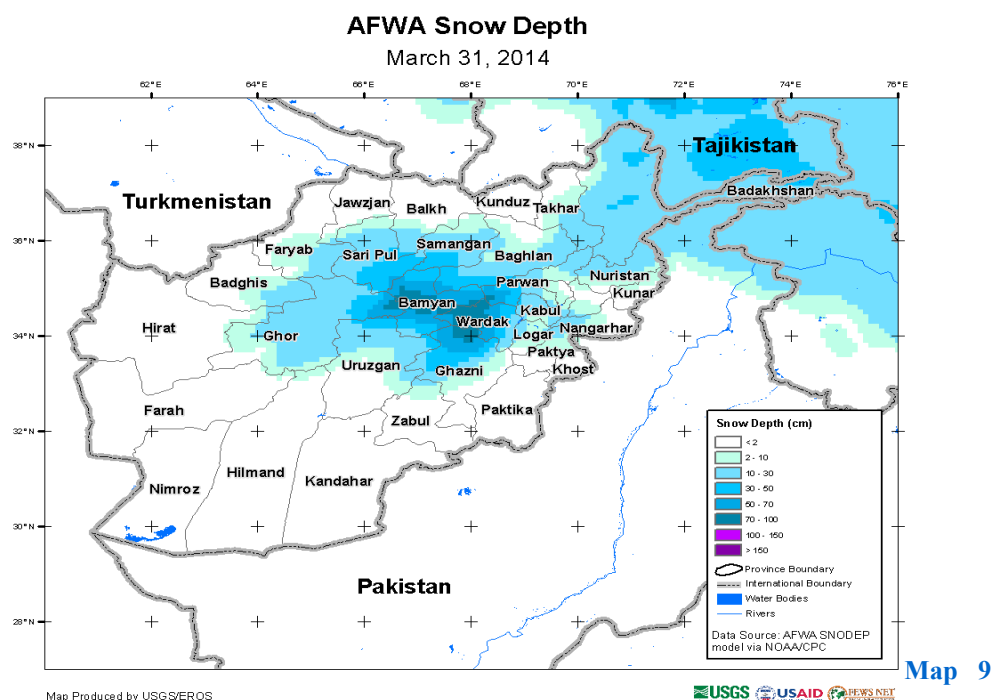 AFWA Snow Depth
March 31, 2014
62°E 64°E 66°E 68°E 70°E 72°E 74°E 76°E
38°N
Tajikistan
Badakhshan
Turkmenistan
Jawzjan
Balkh
Kunduz
Takhar
36°N
Faryab
Sari Pul
Samangan
Baghlan
Badghis
Parwan
Nuristan
Kunar
Bamyan
Kabul
Wardak
Hirat
34°N
Ghor
Logar
Nangarhar
Paktya
Uruzgan
Ghazni
Khost
Farah
Zabul
Paktika
32°N
Hilmand
Kandahar
Nimroz
30°N
Pakistan
28°N
Snow Depth (cm)
< 2
2 - 10
10 - 30
30 - 50
50 - 70
70 - 100
100 - 150
> 150
Province Boundary
International Boundary
Water Bodies
Rivers
Data Source: AFWA SNODEP
model via NOAA/CPC
Map 9
Map Produced by USGS/EROS
USGS USAID FEWS NET